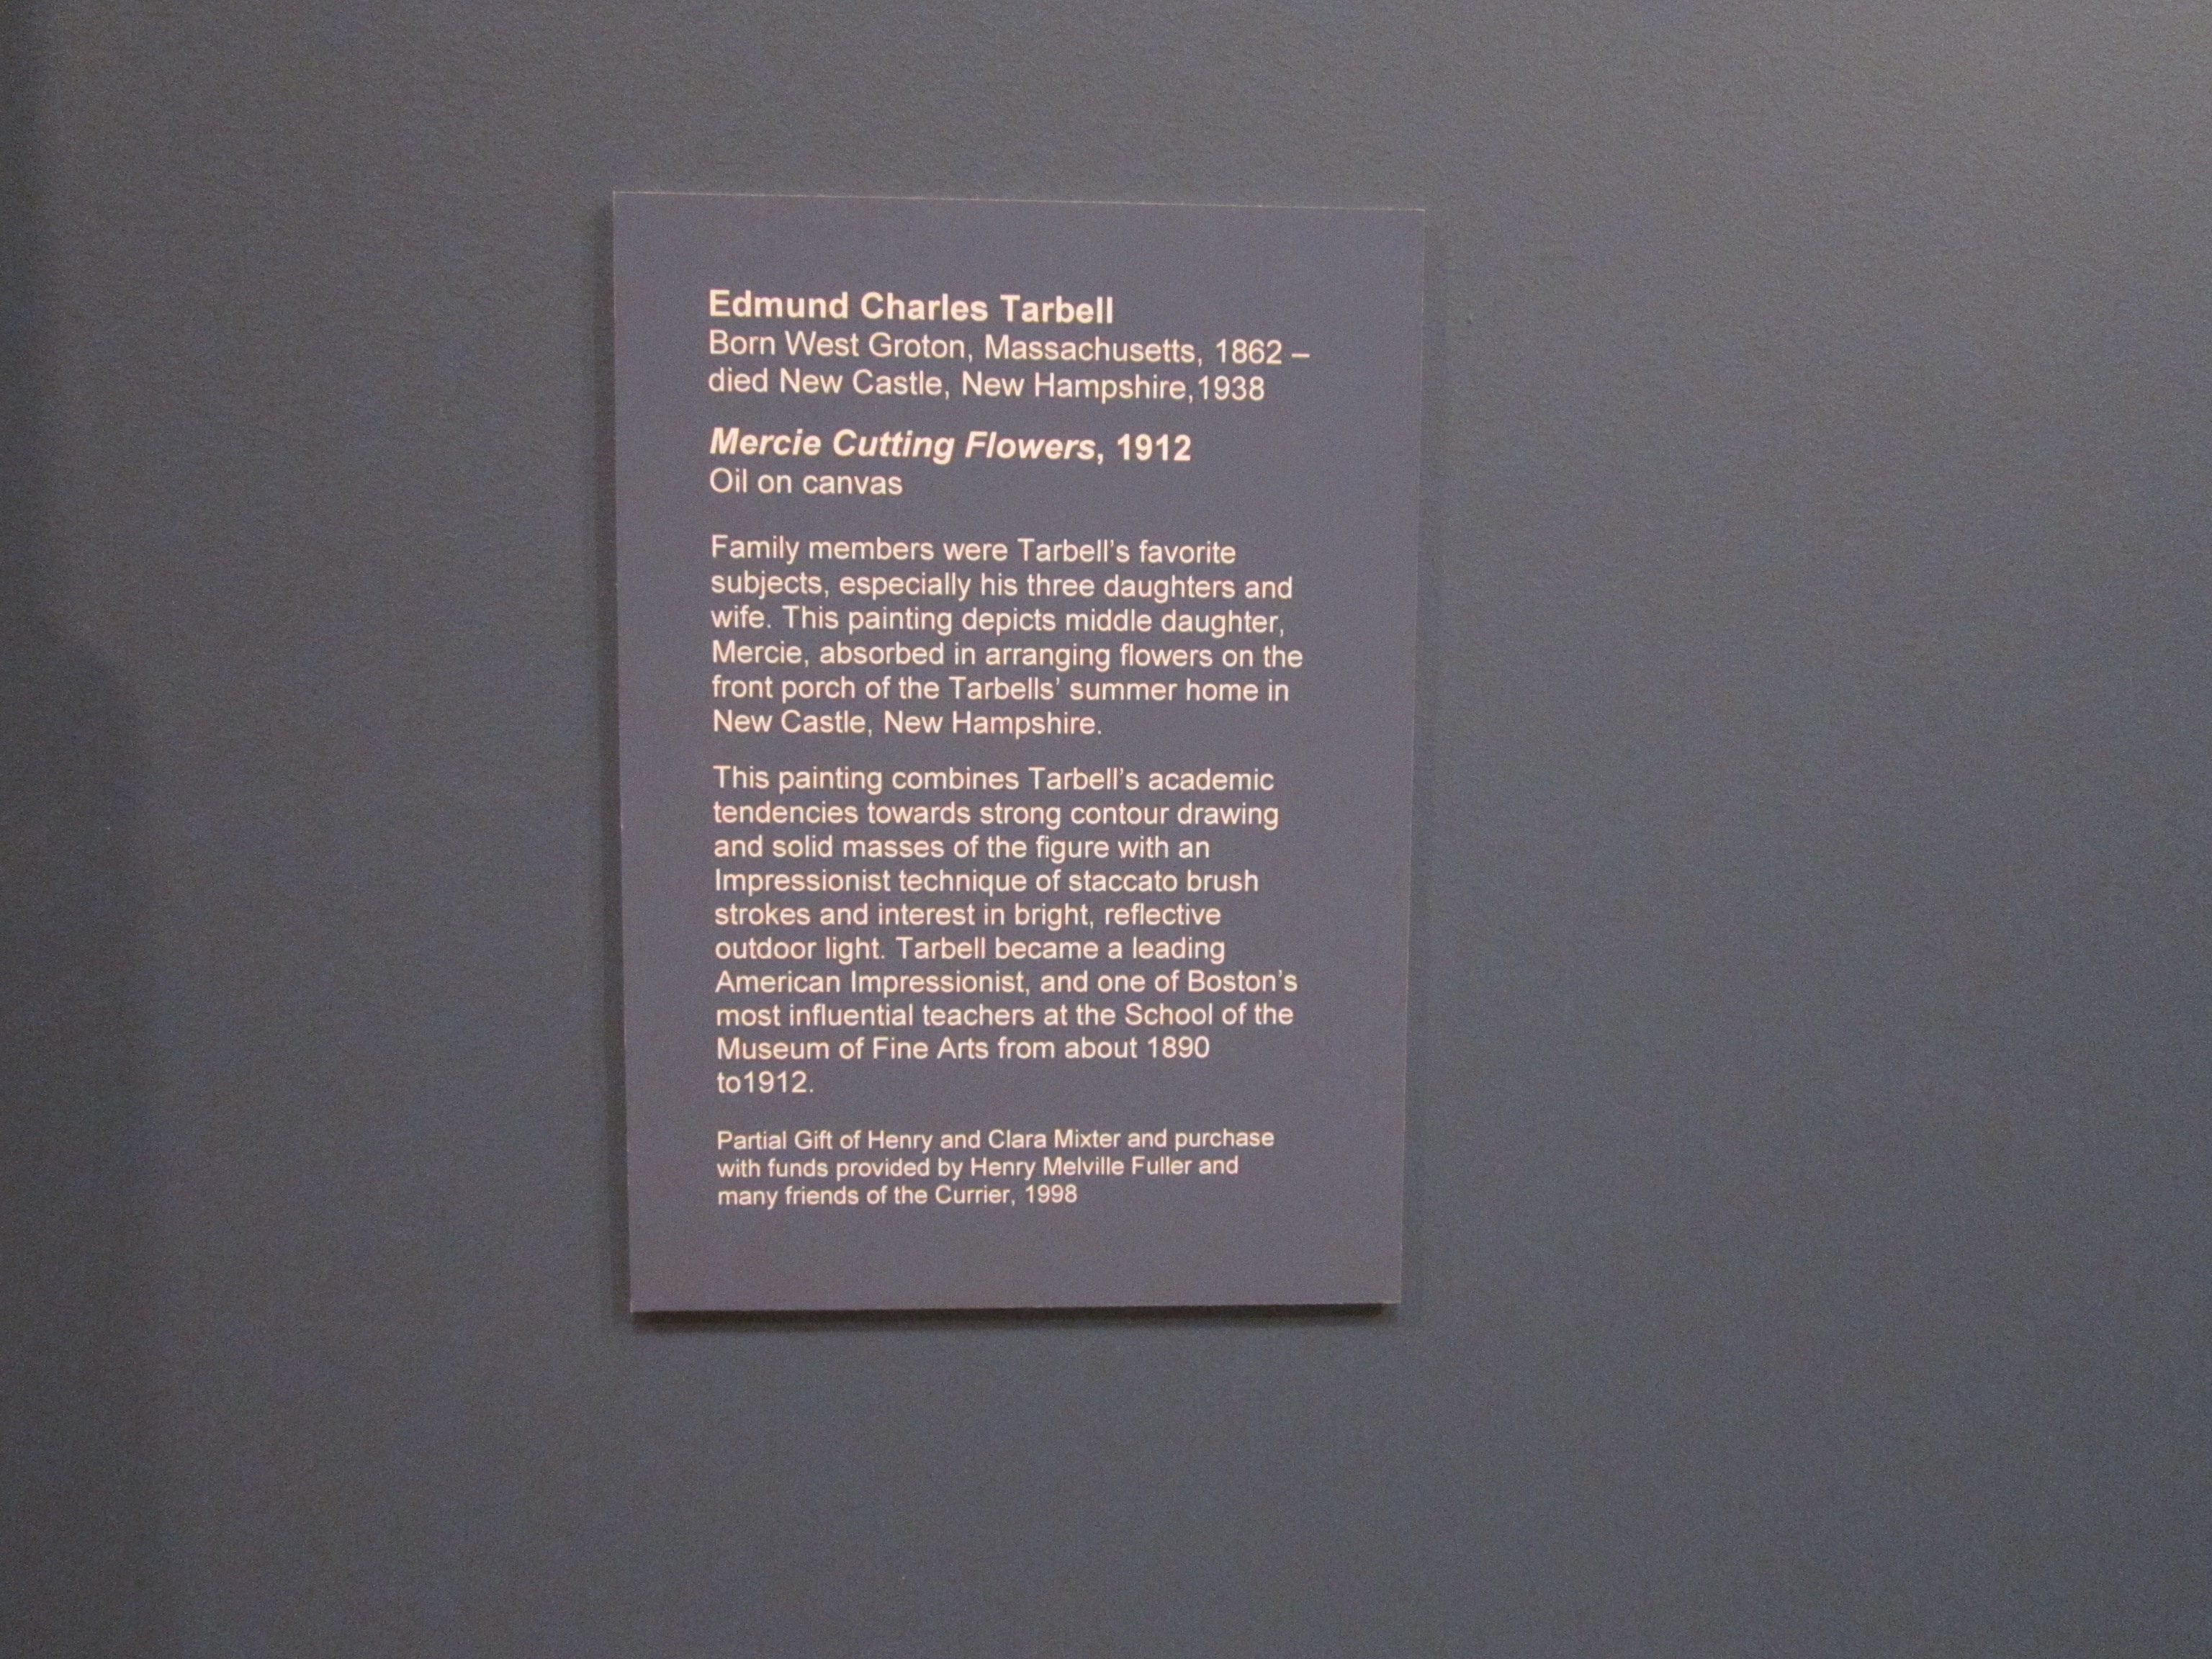 Edmund Charles Tarbell
Born West Groton, Massachusetts, 1862 –
died New Castle, New Hampshire,1938
Mercie Cutting Flowers, 1912
Oil on canvas
Family members were Tarbell’s favorite
subjects, especially his three daughters and
wife. This painting depicts middle daughter,
Mercie, absorbed in arranging flowers on the
front porch of the Tarbells’ summer home in
New Castle, New Hampshire.
This painting combines Tarbell’s academic
tendencies towards strong contour drawing
and solid masses of the figure with an
Impressionist technique of staccato brush
strokes and interest in bright, reflective
outdoor light. Tarbell became a leading
American Impressionist, and one of Boston’s
most influential teachers at the School of the
Museum of Fine Arts from about 1890
to1912.
Partial Gift of Henry and Clara Mixter and purchase
with funds provided by Henry Melville Fuller and
many friends of the Currier, 1998